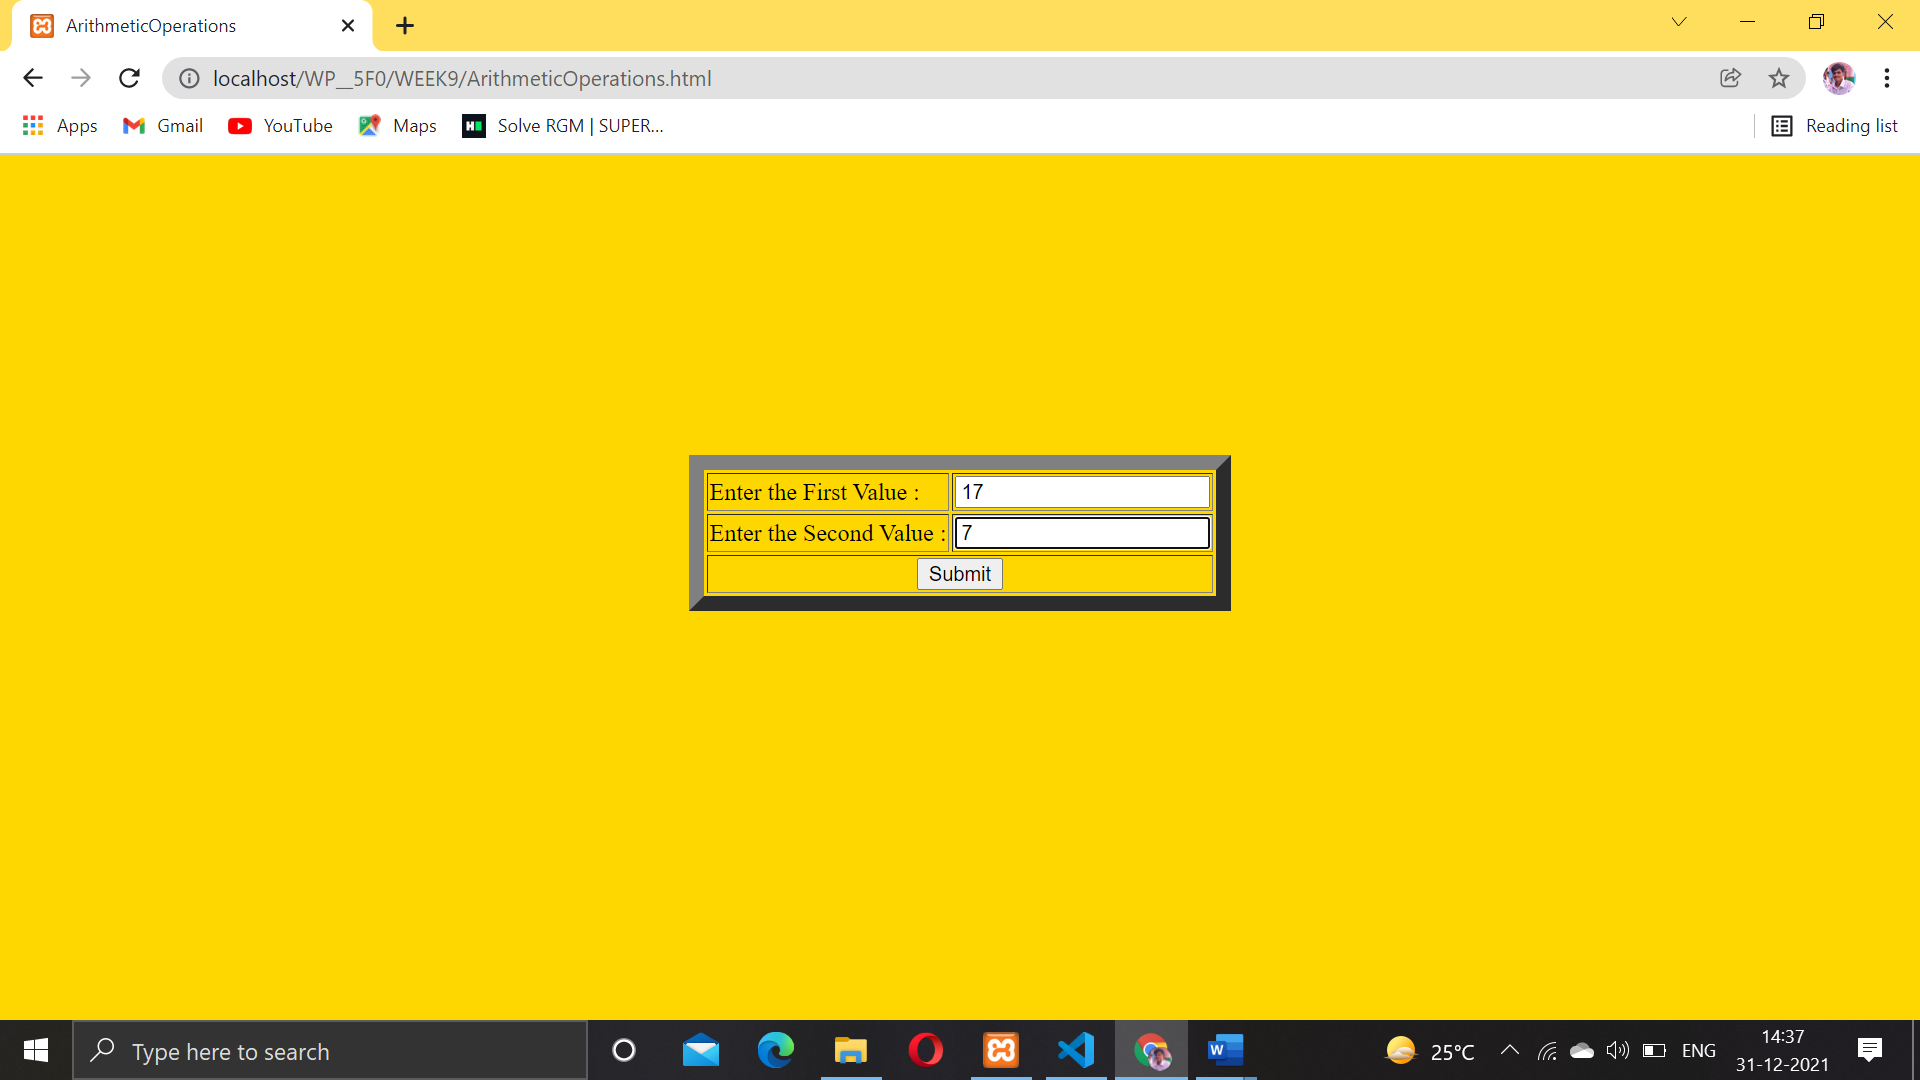 ArithmeticOperations
localhost/WP__5F0/WEEK9/ArithmeticOperations.html
Apps Gmail YouTube Maps Solve RGM | SUPER... Reading list
Enter the First Value : 17
Enter the Second Value : 7
Submit
Type here to search
W
25°C
ENG
14:37
31-12-2021